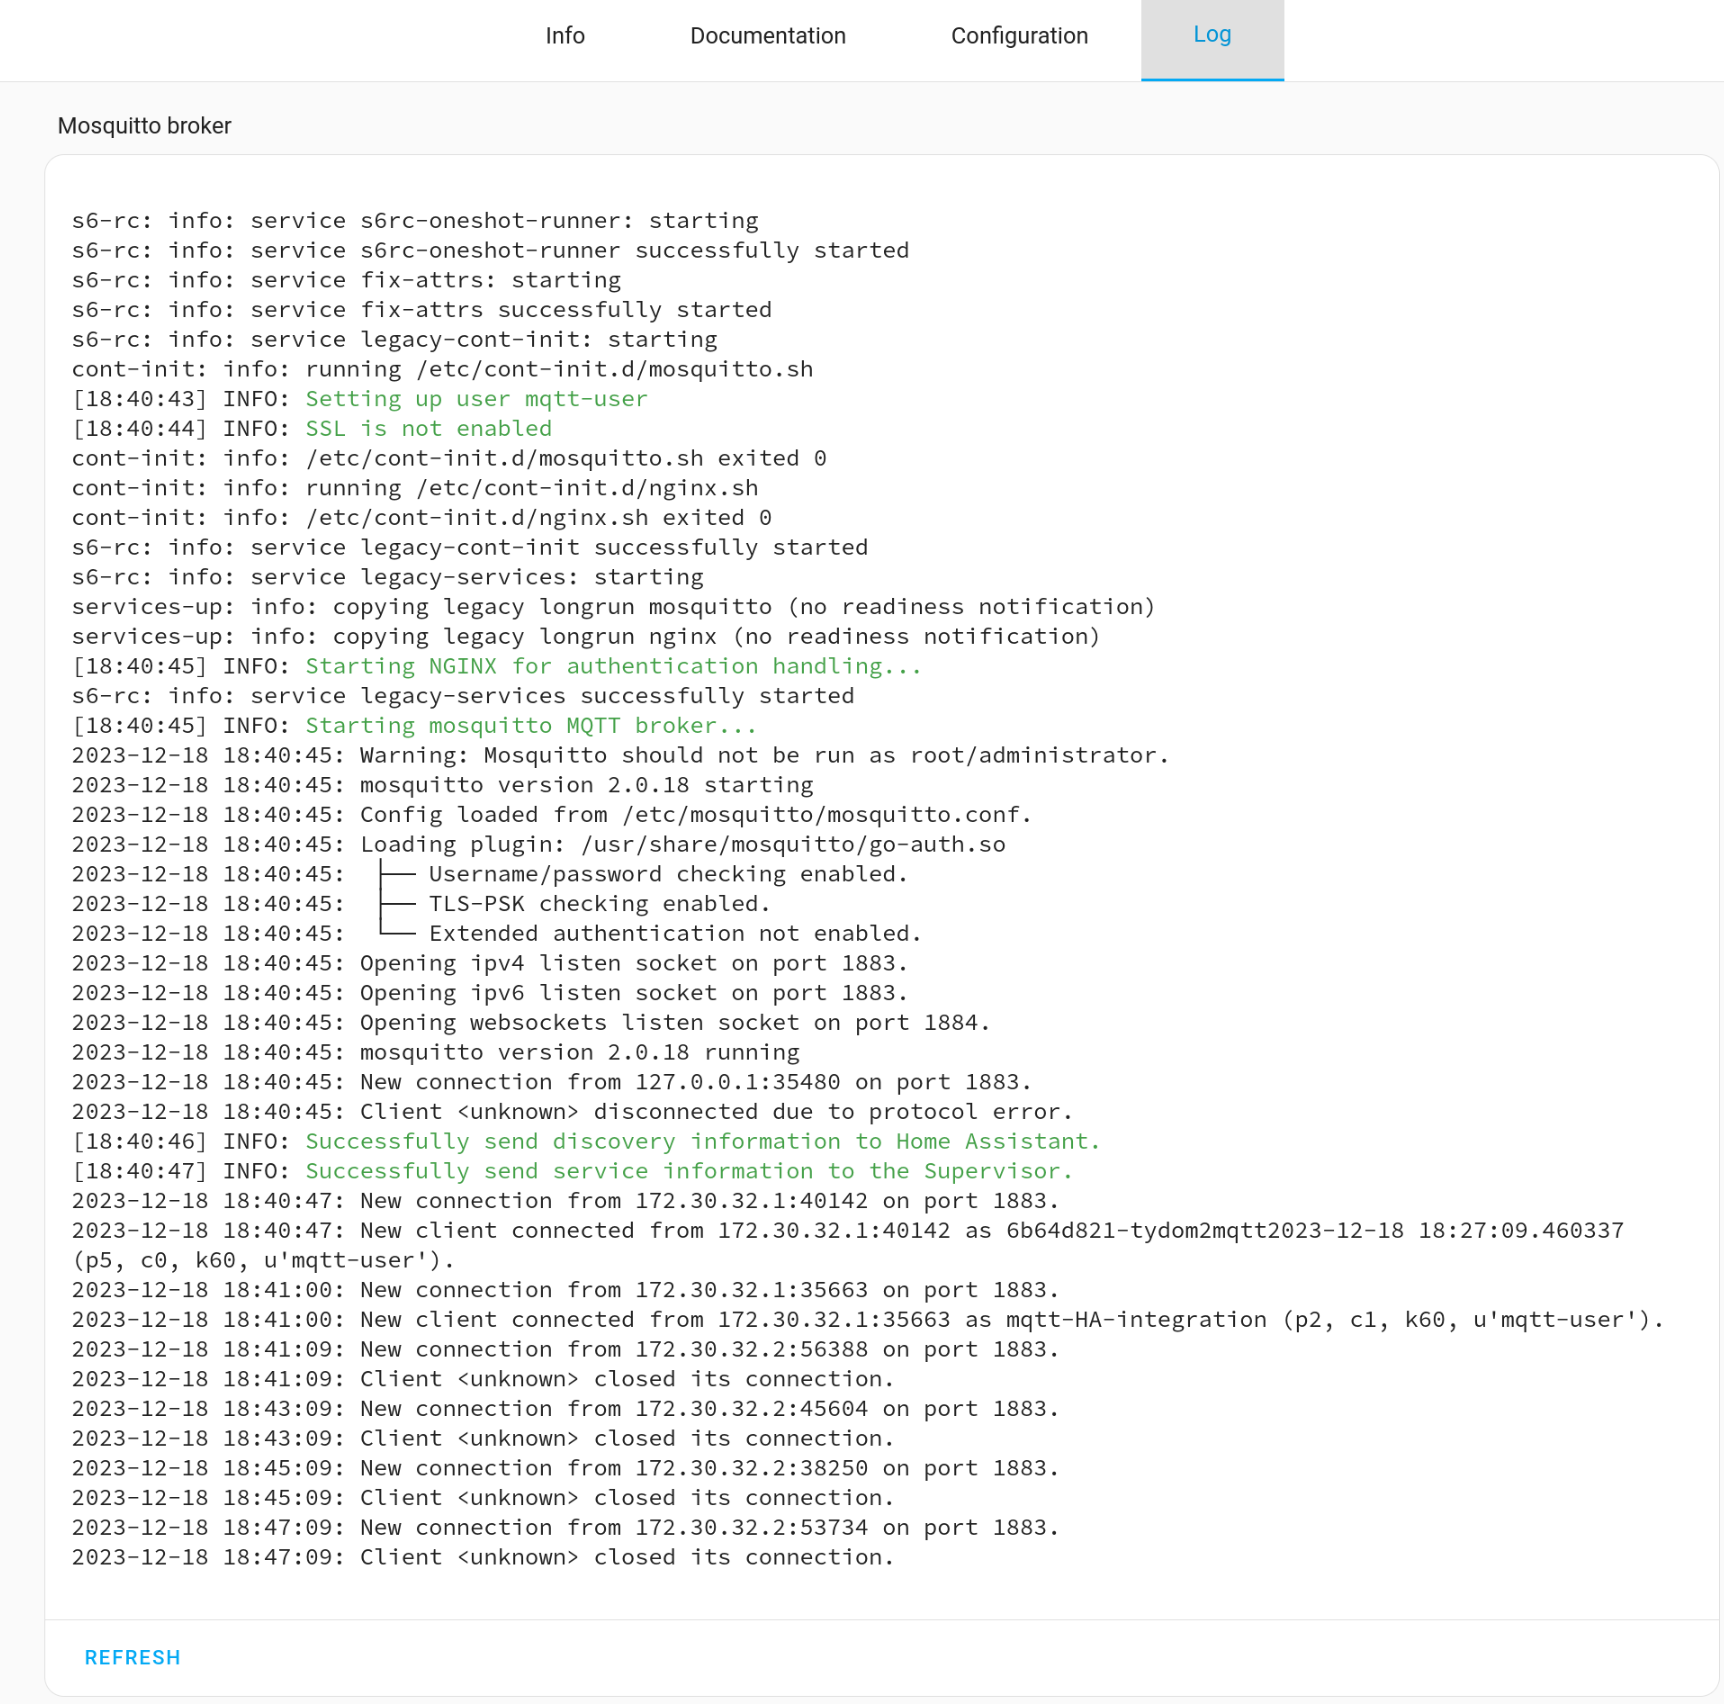 Info Documentation Configuration Log
Mosquitto broker
s6-rc: info: service s6rc-oneshot-runner: starting
s6-rc: info: service s6rc-oneshot-runner successfully started
s6-rc: info: service fix-attrs: starting
s6-rc: info: service fix-attrs successfully started
s6-rc: info: service legacy-cont-init: starting
cont-init: info: running /etc/cont-init.d/mosquitto.sh
[18:40:43] INFO: Setting up user mqtt-user
[18:40:44] INFO: SSL is not enabled
cont-init: info: /etc/cont-init.d/mosquitto.sh exited 0
cont-init: info: running /etc/cont-init.d/nginx.sh
cont-init: info: /etc/cont-init.d/nginx.sh exited 0
s6-rc: info: service legacy-cont-init successfully started
s6-rc: info: service legacy-services: starting
services-up: info: copying legacy longrun mosquitto (no readiness notification)
services-up: info: copying legacy longrun nginx (no readiness notification)
[18:40:45] INFO: Starting NGINX for authentication handling...
s6-rc: info: service legacy-services successfully started
[18:40:45] INFO: Starting mosquitto MQTT broker...
2023-12-18 18:40:45: Warning: Mosquitto should not be run as root/administrator.
2023-12-18 18:40:45: mosquitto version 2.0.18 starting
2023-12-18 18:40:45: Config loaded from /etc/mosquitto/mosquitto.conf.
2023-12-18 18:40:45: Loading plugin: /usr/share/mosquitto/go-auth.so
2023-12-18 18:40:45:  ├── Username/password checking enabled.
2023-12-18 18:40:45:  ├── TLS-PSK checking enabled.
2023-12-18 18:40:45:  └── Extended authentication not enabled.
2023-12-18 18:40:45: Opening ipv4 listen socket on port 1883.
2023-12-18 18:40:45: Opening ipv6 listen socket on port 1883.
2023-12-18 18:40:45: Opening websockets listen socket on port 1884.
2023-12-18 18:40:45: mosquitto version 2.0.18 running
2023-12-18 18:40:45: New connection from 127.0.0.1:35480 on port 1883.
2023-12-18 18:40:45: Client <unknown> disconnected due to protocol error.
[18:40:46] INFO: Successfully send discovery information to Home Assistant.
[18:40:47] INFO: Successfully send service information to the Supervisor.
2023-12-18 18:40:47: New connection from 172.30.32.1:40142 on port 1883.
2023-12-18 18:40:47: New client connected from 172.30.32.1:40142 as 6b64d821-tydom2mqtt2023-12-18 18:27:09.460337
(p5, c0, k60, u'mqtt-user').
2023-12-18 18:41:00: New connection from 172.30.32.1:35663 on port 1883.
2023-12-18 18:41:00: New client connected from 172.30.32.1:35663 as mqtt-HA-integration (p2, c1, k60, u'mqtt-user').
2023-12-18 18:41:09: New connection from 172.30.32.2:56388 on port 1883.
2023-12-18 18:41:09: Client <unknown> closed its connection.
2023-12-18 18:43:09: New connection from 172.30.32.2:45604 on port 1883.
2023-12-18 18:43:09: Client <unknown> closed its connection.
2023-12-18 18:45:09: New connection from 172.30.32.2:38250 on port 1883.
2023-12-18 18:45:09: Client <unknown> closed its connection.
2023-12-18 18:47:09: New connection from 172.30.32.2:53734 on port 1883.
2023-12-18 18:47:09: Client <unknown> closed its connection.
REFRESH